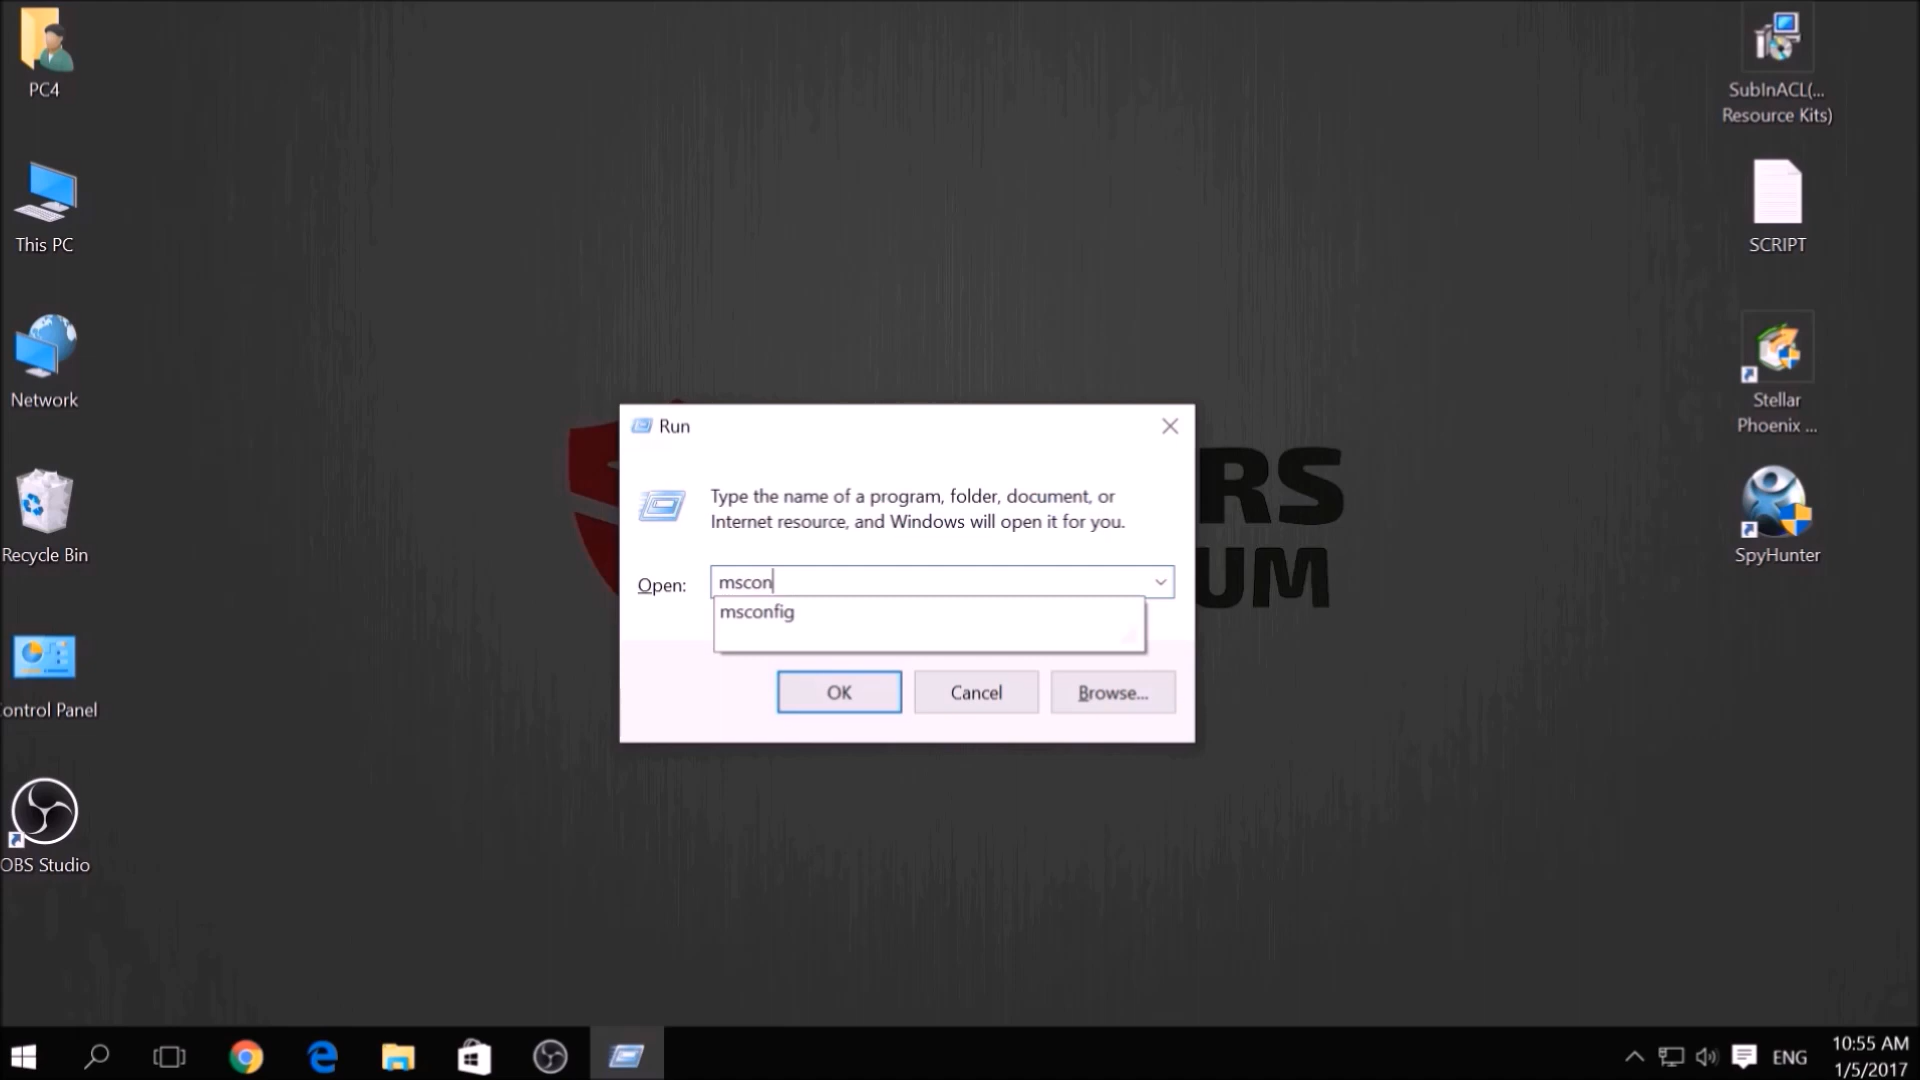 PC4
This PC
Network
Recycle Bin
ontrol Panel
OBS Studio
SubInACL(...
Resource Kits)
SCRIPT
Stellar
Phoenix ...
SpyHunter
RS
UM
Run
Type the name of a program, folder, document, or
Internet resource, and Windows will open it for you.
Open: mscon
msconfig
OK Cancel Browse...
ENG
10:55 AM
1/5/2017